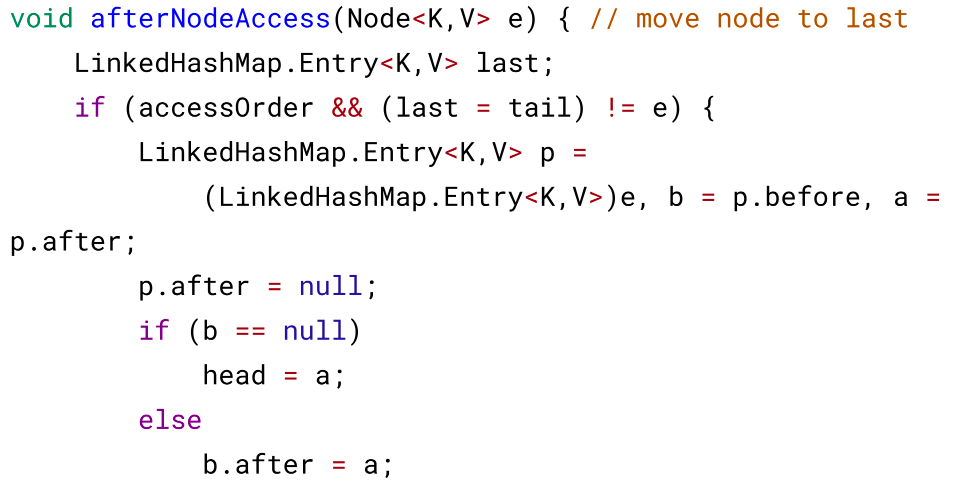 void afterNodeAccess(Node<K,V> e) { // move node to last
    LinkedHashMap.Entry<K,V> last;
    if (accessOrder && (last = tail) != e) {
        LinkedHashMap.Entry<K,V> p =
            (LinkedHashMap.Entry<K,V>)e, b = p.before, a =
p.after;
        p.after = null;
        if (b == null)
            head = a;
        else
            b.after = a;